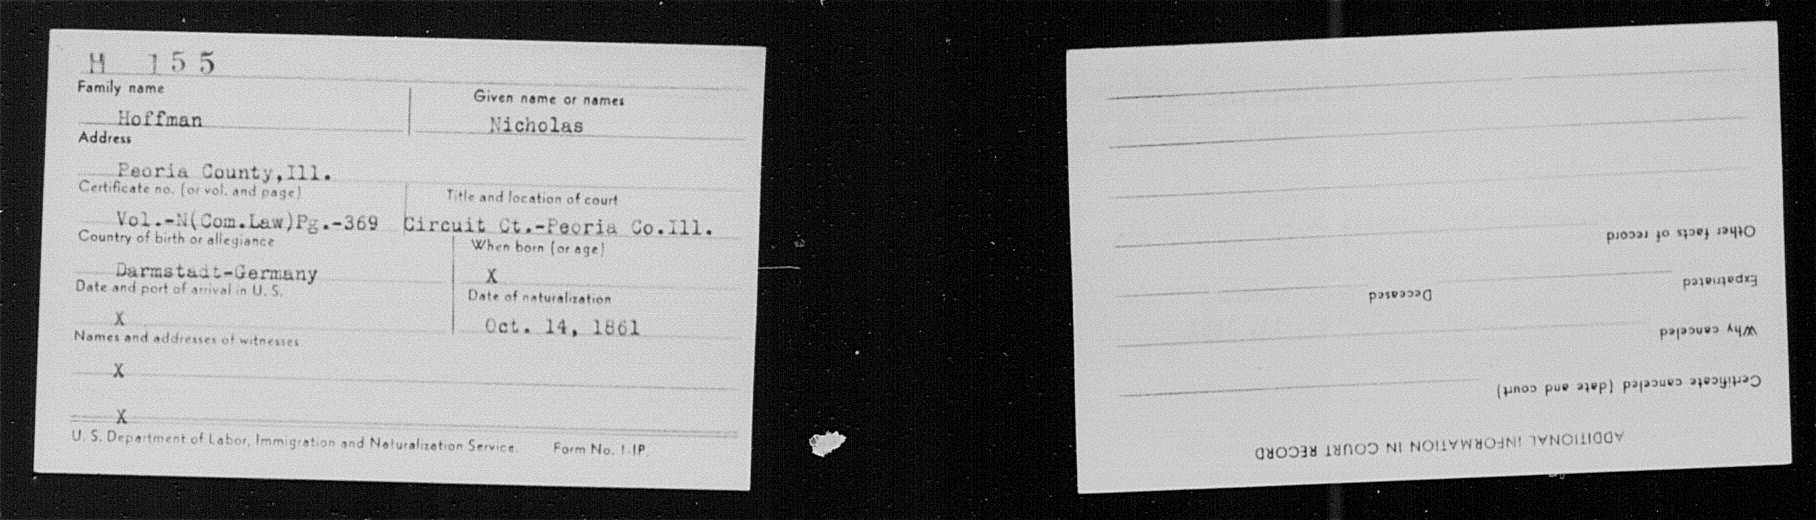 H 155
Family name
Given name or names
Hoffman
Nicholas
Address
Peoria County,Ill.
Certificate no. (or vol. and page)
Title and location of court
Vol.-N(Com.Law)Pg.-369
Circuit Ct.-Peoria Co.Ill.
Country of birth or allegiance
When born (or age)
Darmstadt-Germany
X
Date and port of arrival in U. S.
Date of naturalization
X
Oct. 14, 1861
Names and addresses of witnesses
X
X
U. S. Department of Labor, Immigration and Naturalization Service. Form No. 1-IP.
ADDITIONAL INFORMATION IN COURT RECORD
Certificate canceled (date and court)
Why canceled
Expatriated
Deceased
Other facts of record